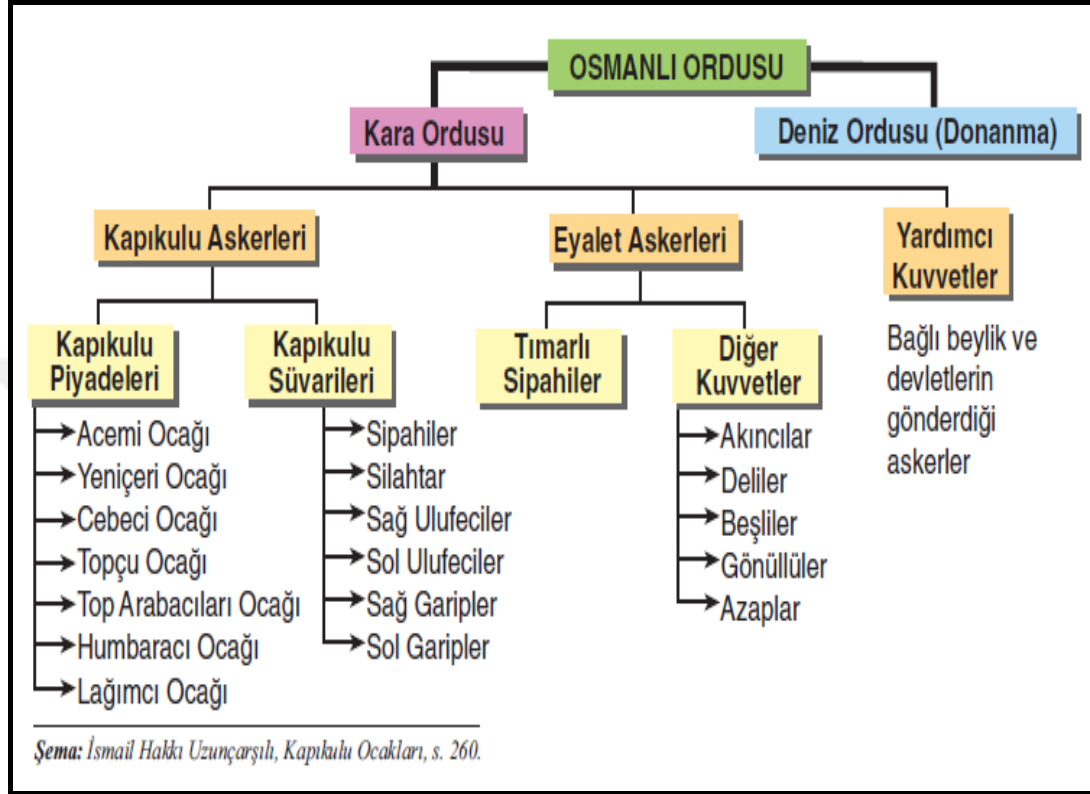 OSMANLI ORDUSU
Kara Ordusu
Deniz Ordusu (Donanma)
Kapıkulu Askerleri
Eyalet Askerleri
Yardımcı
Kuvvetler
Kapıkulu
Piyadeleri
Kapıkulu
Süvarileri
Tımarlı
Sipahiler
Diğer
Kuvvetler
Bağlı beylik ve
devletlerin
gönderdiği
askerler
Acemi Ocağı
Yeniçeri Ocağı
Cebeci Ocağı
Topçu Ocağı
Top Arabacıları Ocağı
Humbaracı Ocağı
Lağımcı Ocağı
Sipahiler
Silahtar
Sağ Ulufeciler
Sol Ulufeciler
Sağ Garipler
Sol Garipler
Akıncılar
Deliler
Beşliler
Gönüllüler
Azaplar
Şema: İsmail Hakkı Uzunçarşılı, Kapıkulu Ocakları, s. 260.